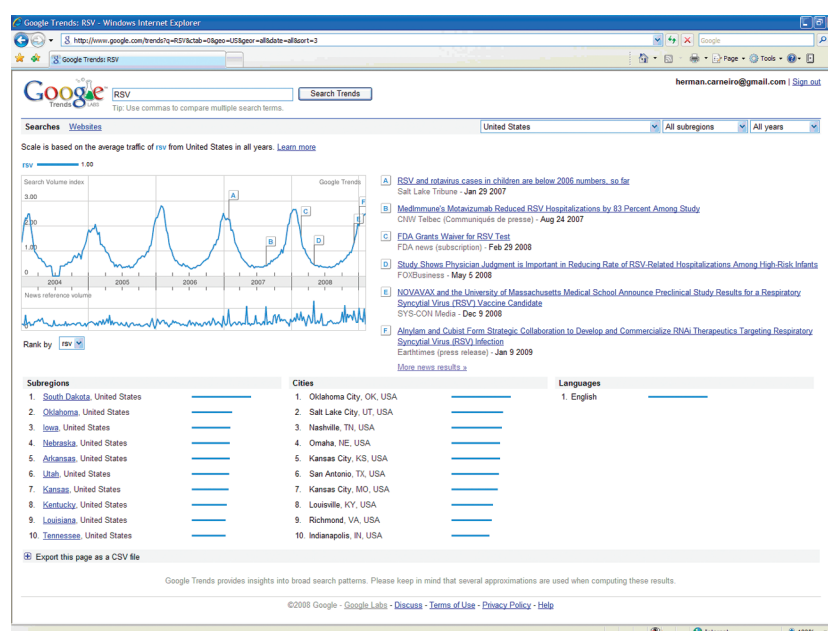 Google Trends: RSV - Windows Internet Explorer
http://www.google.com/trends?q=RSV&ctab=0&geo=US&geor=all&date=all&sort=3
Google
Google Trends: RSV
Page
Tools
herman.carneiro@gmail.com | Sign out
Google
Trends LABS
RSV
Search Trends
Tip: Use commas to compare multiple search terms.
Searches Websites
United States
All subregions
All years
Scale is based on the average traffic of rsv from United States in all years. Learn more
rsv 1.00
Search Volume index
Google Trends
3.00
2.00
1.00
0
A
B
C
D
E
F
2004 2005 2006 2007 2008
News reference volume
Rank by rsv
A RSV and rotavirus cases in children are below 2006 numbers, so far
Salt Lake Tribune - Jan 29 2007
B MedImmune's Motavizumab Reduced RSV Hospitalizations by 83 Percent Among Study
CNW Telbec (Communiqués de presse) - Aug 24 2007
C FDA Grants Waiver for RSV Test
FDA news (subscription) - Feb 29 2008
D Study Shows Physician Judgment is Important in Reducing Rate of RSV-Related Hospitalizations Among High-Risk Infants
FOXBusiness - May 5 2008
E NOVAVAX and the University of Massachusetts Medical School Announce Preclinical Study Results for a Respiratory
Syncytial Virus (RSV) Vaccine Candidate
SYS-CON Media - Dec 9 2008
F Alnylam and Cubist Form Strategic Collaboration to Develop and Commercialize RNAi Therapeutics Targeting Respiratory
Syncytial Virus (RSV) Infection
Earthtimes (press release) - Jan 9 2009
More news results »
Subregions
1. South Dakota, United States
2. Oklahoma, United States
3. Iowa, United States
4. Nebraska, United States
5. Arkansas, United States
6. Utah, United States
7. Kansas, United States
8. Kentucky, United States
9. Louisiana, United States
10. Tennessee, United States
Cities
1. Oklahoma City, OK, USA
2. Salt Lake City, UT, USA
3. Nashville, TN, USA
4. Omaha, NE, USA
5. Kansas City, KS, USA
6. San Antonio, TX, USA
7. Kansas City, MO, USA
8. Louisville, KY, USA
9. Richmond, VA, USA
10. Indianapolis, IN, USA
Languages
1. English
Export this page as a CSV file
Google Trends provides insights into broad search patterns. Please keep in mind that several approximations are used when computing these results.
©2008 Google - Google Labs - Discuss - Terms of Use - Privacy Policy - Help